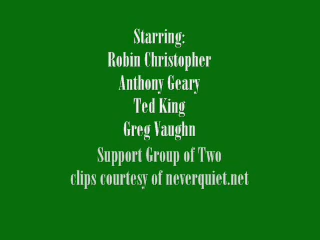 Starring:
Robin Christopher
Anthony Geary
Ted King
Greg Vaughn
Support Group of Two
clips courtesy of neverquiet.net